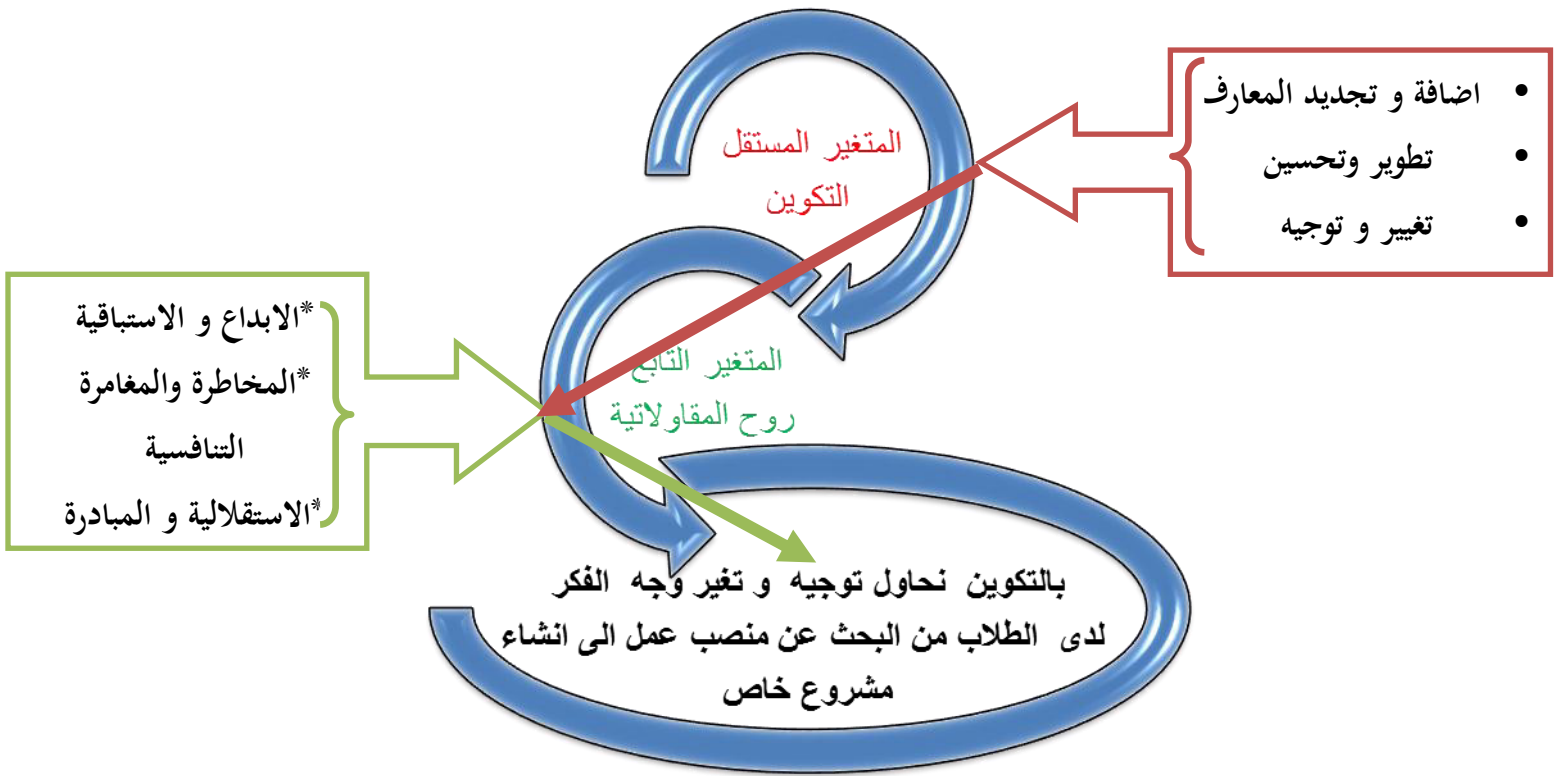 المتغير المستقل
التكوين
• اضافة و تجديد المعارف
• تطوير وتحسين
• تغيير و توجيه
المتغير التابع
روح المقاولاتية
*الابداع و الاستباقية
*المخاطرة والمغامرة
التنافسية
*الاستقلالية و المبادرة
بالتكوين نحاول توجيه و تغير وجه الفكر
لدى الطلاب من البحث عن منصب عمل الى انشاء
مشروع خاص